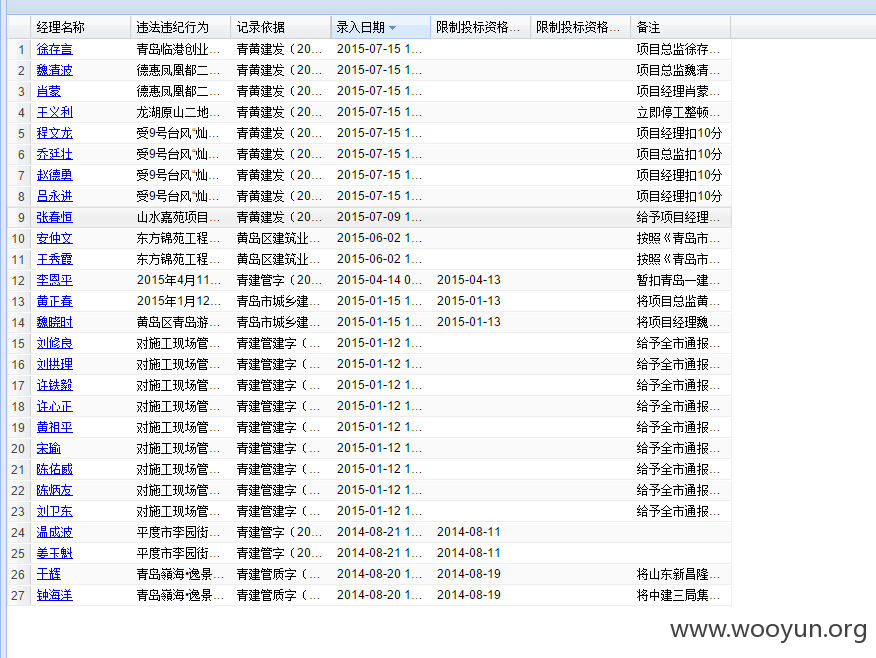 经理名称 违法违纪行为 记录依据 录入日期 限制投标资格... 限制投标资格... 备注
1 徐存言 青岛临港创业... 青黄建发（20... 2015-07-15 1... 项目总监徐存...
2 魏清波 德惠凤凰都二... 青黄建发（20... 2015-07-15 1... 项目总监魏清...
3 肖蒙 德惠凤凰都二... 青黄建发（20... 2015-07-15 1... 项目经理肖蒙...
4 王义利 龙湖原山二地... 青黄建发（20... 2015-07-15 1... 立即停工整顿...
5 程文龙 受9号台风“灿... 青黄建发（20... 2015-07-15 1... 项目经理扣10分
6 乔廷壮 受9号台风“灿... 青黄建发（20... 2015-07-15 1... 项目总监扣10分
7 赵德勇 受9号台风“灿... 青黄建发（20... 2015-07-15 1... 项目经理扣10分
8 吕永进 受9号台风“灿... 青黄建发（20... 2015-07-15 1... 项目经理扣10分
9 张春恒 山水嘉苑项目... 青黄建发（20... 2015-07-09 1... 给予项目经理...
10 安仲文 东方锦苑工程... 黄岛区建筑业... 2015-06-02 1... 按照《青岛市...
11 王秀霞 东方锦苑工程... 黄岛区建筑业... 2015-06-02 1... 按照《青岛市...
12 李恩平 2015年4月11... 青建管字（20... 2015-04-14 0... 2015-04-13 暂扣青岛一建...
13 黄正春 2015年1月12... 青岛市城乡建... 2015-01-15 1... 2015-01-13 将项目总监黄...
14 魏晓时 黄岛区青岛游... 青岛市城乡建... 2015-01-15 1... 2015-01-13 将项目经理魏...
15 刘修良 对施工现场管... 青建管建字（... 2015-01-12 1... 给予全市通报...
16 刘拱理 对施工现场管... 青建管建字（... 2015-01-12 1... 给予全市通报...
17 许铁毅 对施工现场管... 青建管建字（... 2015-01-12 1... 给予全市通报...
18 许心正 对施工现场管... 青建管建字（... 2015-01-12 1... 给予全市通报...
19 黄祖平 对施工现场管... 青建管建字（... 2015-01-12 1... 给予全市通报...
20 宋瑜 对施工现场管... 青建管建字（... 2015-01-12 1... 给予全市通报...
21 陈佑威 对施工现场管... 青建管建字（... 2015-01-12 1... 给予全市通报...
22 陈炳友 对施工现场管... 青建管建字（... 2015-01-12 1... 给予全市通报...
23 刘卫东 对施工现场管... 青建管建字（... 2015-01-12 1... 给予全市通报...
24 温成波 平度市李园街... 青建管字（20... 2014-08-21 1... 2014-08-11
25 姜玉斛 平度市李园街... 青建管字（20... 2014-08-21 1... 2014-08-11
26 于辉 青岛嶺海•逸景... 青建管质字（... 2014-08-20 1... 2014-08-19 将山东新昌隆...
27 钟海洋 青岛嶺海•逸景... 青建管质字（... 2014-08-20 1... 2014-08-19 将中建三局集...
www.wooyun.org